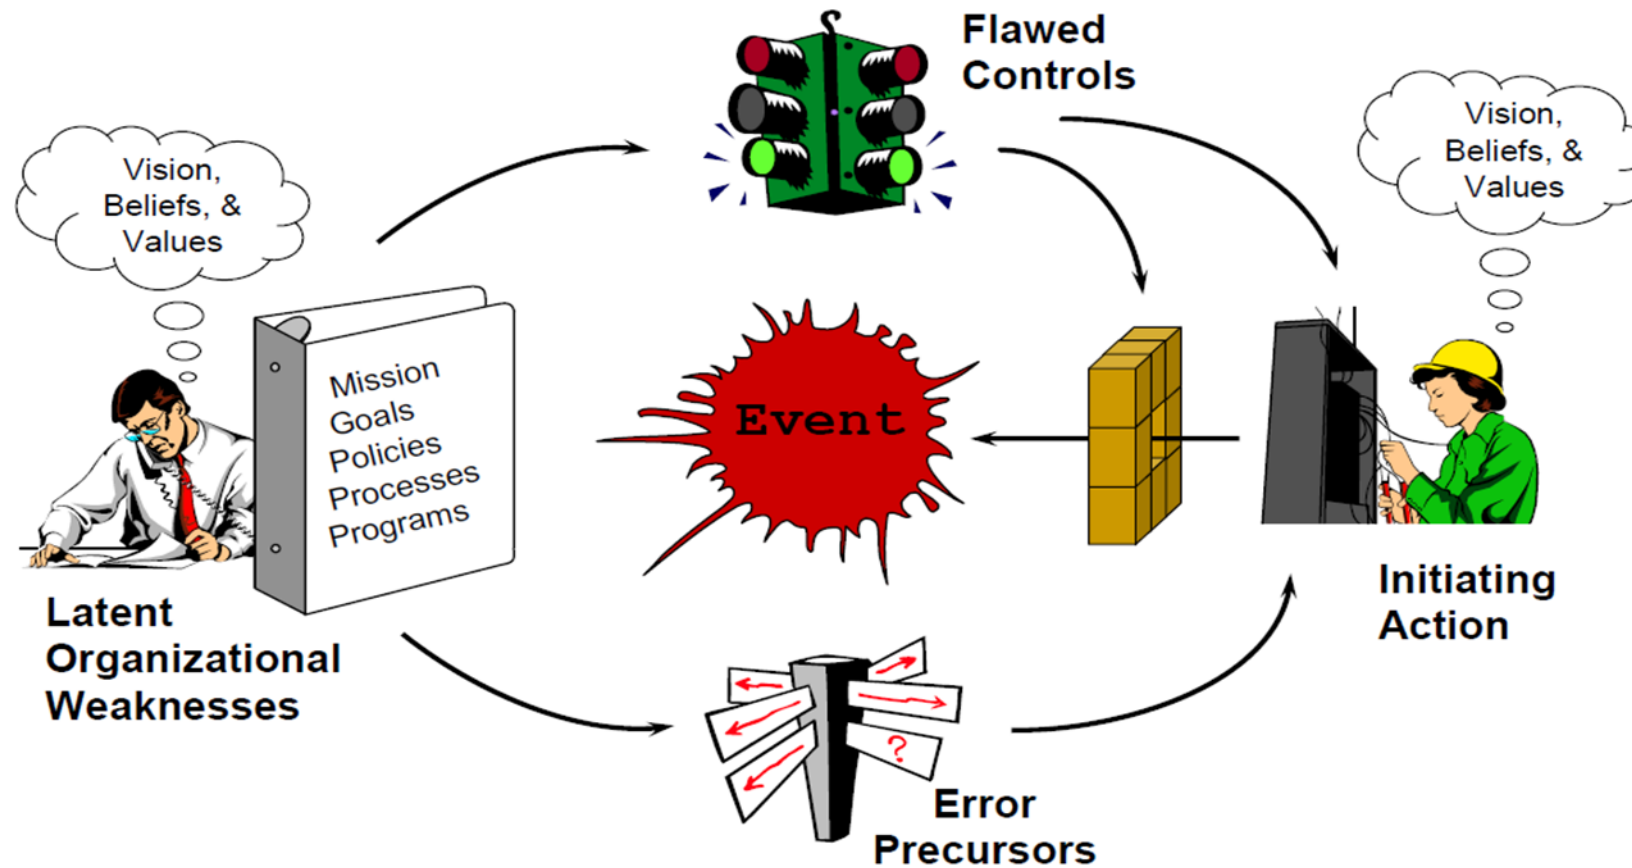 Flawed
Controls
Vision,
Beliefs, &
Values
Vision,
Beliefs, &
Values
Mission
Goals
Policies
Processes
Programs
Event
Latent
Organizational
Weaknesses
Initiating
Action
?
Error
Precursors